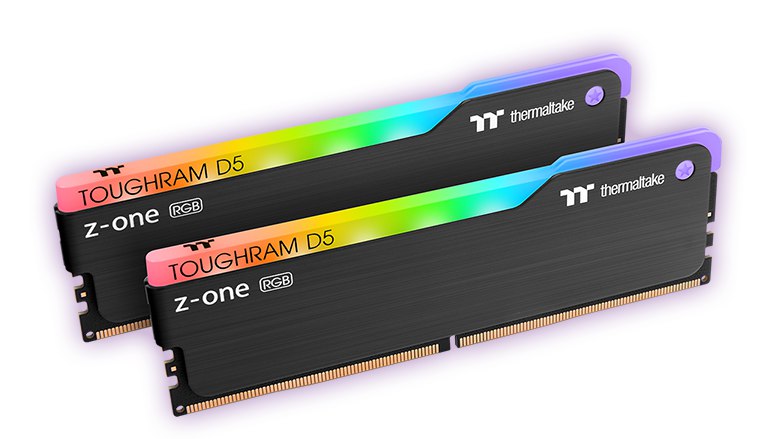 thermaltake
TOUGHRAM D5
z-one RGB
thermaltake
TOUGHRAM D5
z-one RGB